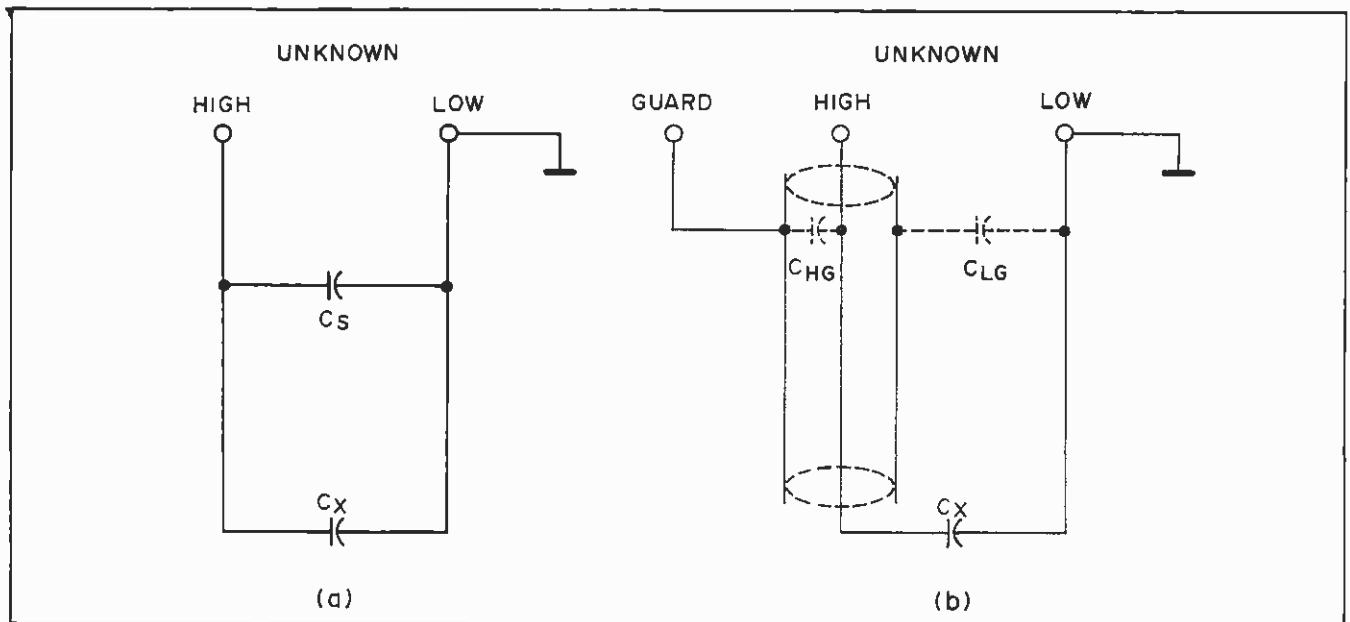 UNKNOWN
HIGH
LOW
CS
CX
(a)
UNKNOWN
GUARD
HIGH
LOW
CHG
CLG
CX
(b)